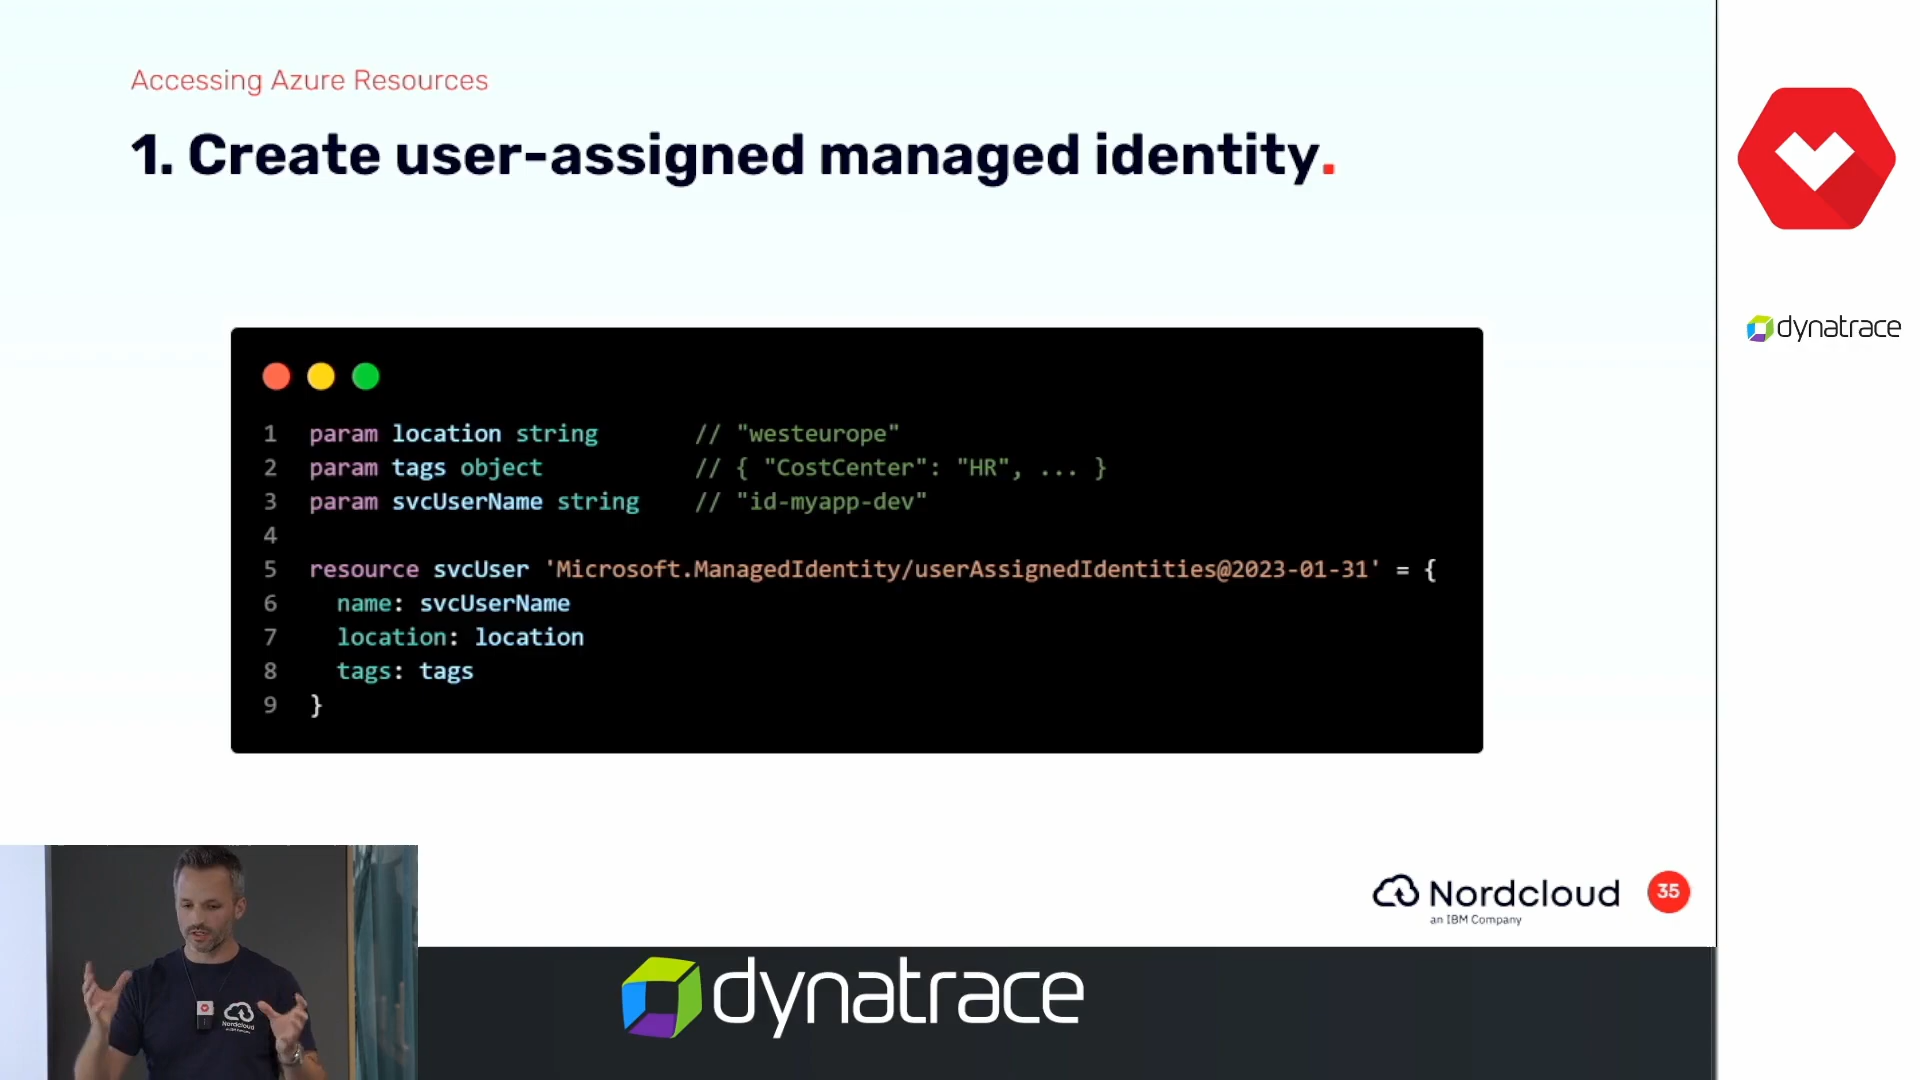 Accessing Azure Resources
1. Create user-assigned managed identity.
1 param location string // "westeurope"
2 param tags object // { "CostCenter": "HR", ... }
3 param svcUserName string // "id-myapp-dev"
4
5 resource svcUser 'Microsoft.ManagedIdentity/userAssignedIdentities@2023-01-31' = {
6 name: svcUserName
7 location: location
8 tags: tags
9 }
dynatrace
Nordcloud
an IBM Company
35
dynatrace
Nordcloud